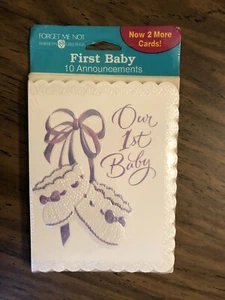 FORGET ME NOT
Now 2 More
Cards!
First Baby
10 Announcements
Our
1st
Baby